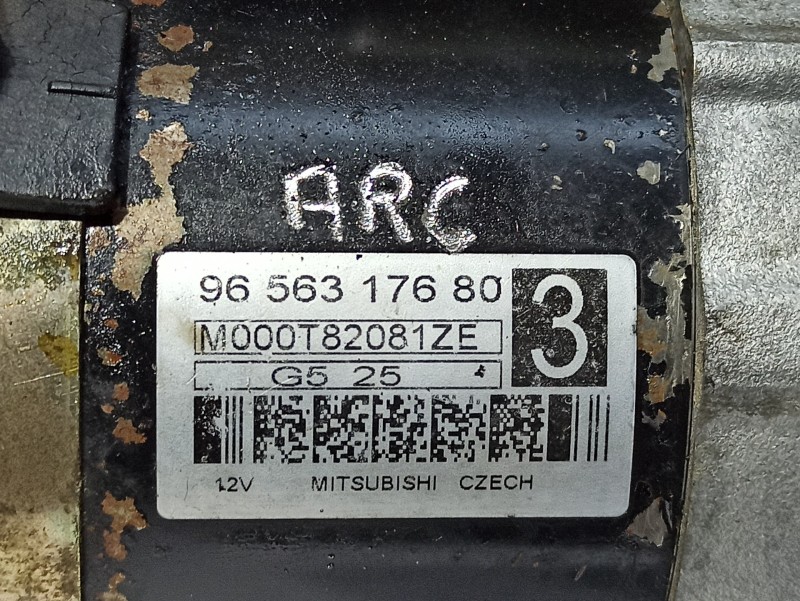 ARC
96 563 176 80
3
M000T82081ZE
G5 25
12V MITSUBISHI CZECH